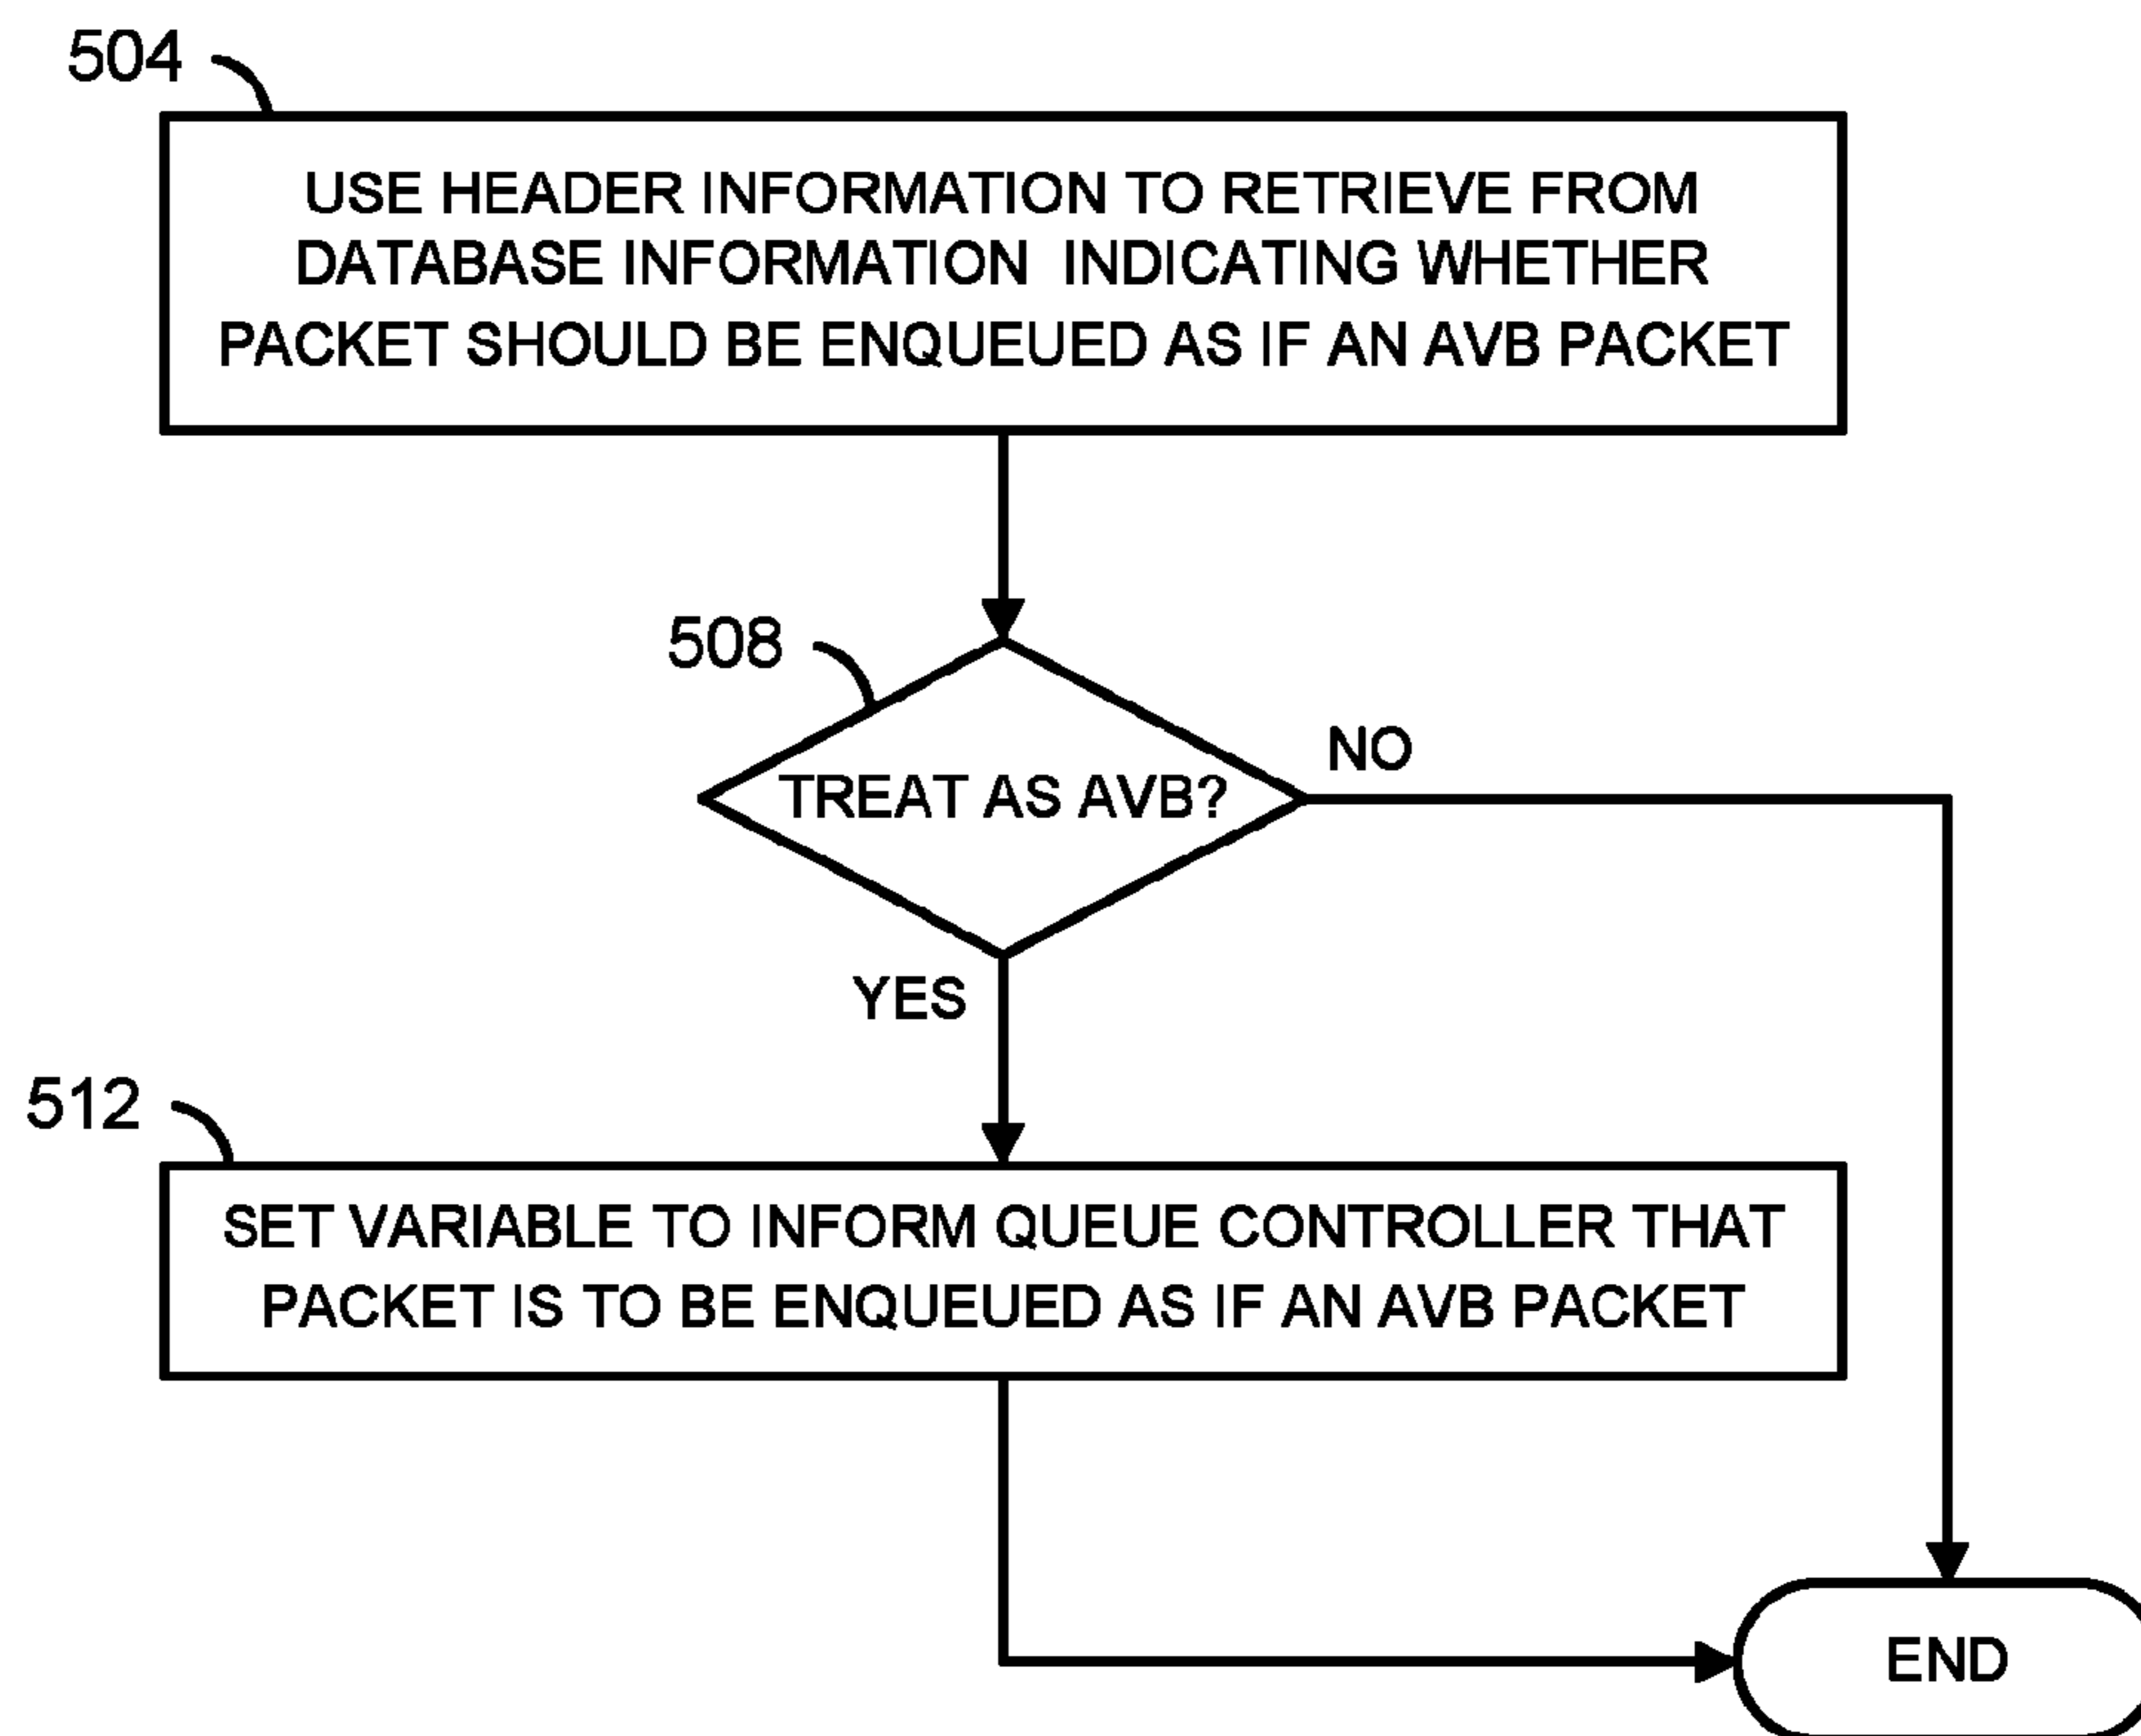 504
USE HEADER INFORMATION TO RETRIEVE FROM
DATABASE INFORMATION INDICATING WHETHER
PACKET SHOULD BE ENQUEUED AS IF AN AVB PACKET
508
TREAT AS AVB?
NO
YES
512
SET VARIABLE TO INFORM QUEUE CONTROLLER THAT
PACKET IS TO BE ENQUEUED AS IF AN AVB PACKET
END